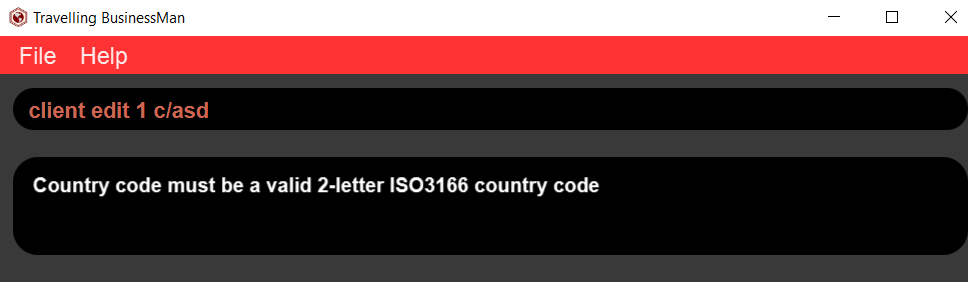 Travelling BusinessMan
File Help
client edit 1 c/asd
Country code must be a valid 2-letter ISO3166 country code